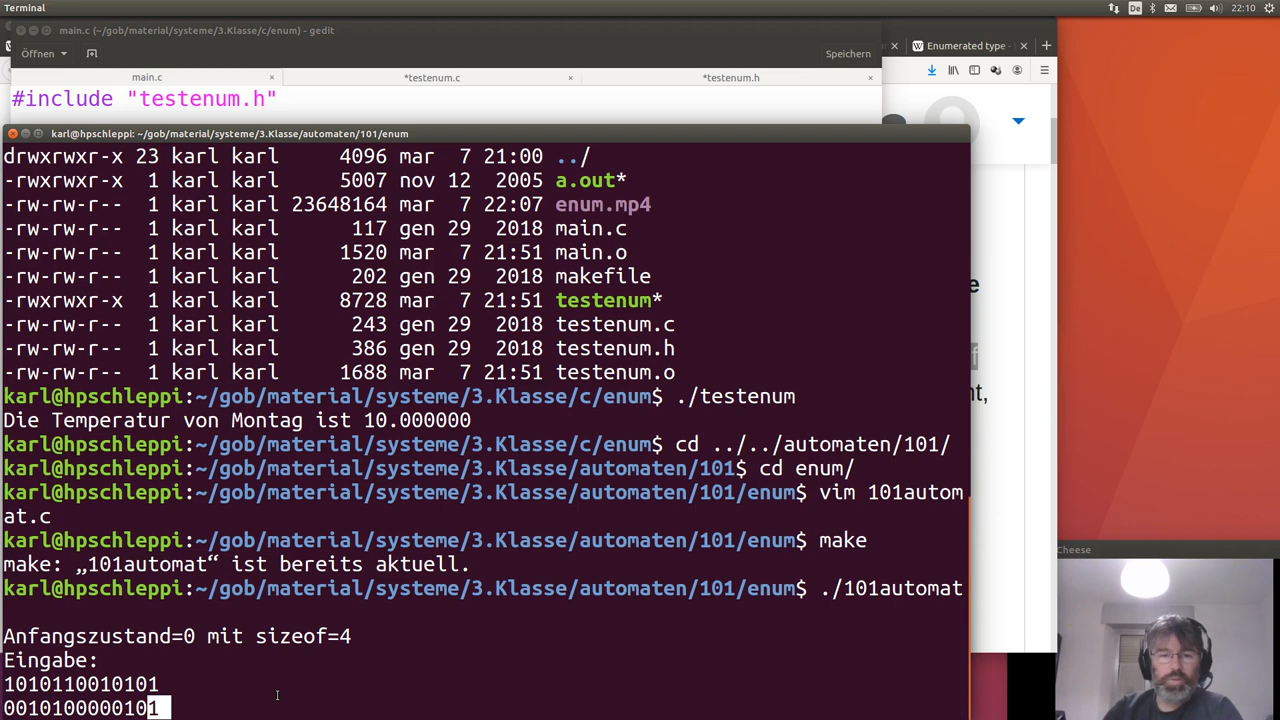 Terminal
De
22:10
main.c (~/gob/material/systeme/3.Klasse/c/enum) - gedit
Öffnen
Speichern
Enumerated type -
main.c
*testenum.c
*testenum.h
#include "testenum.h"
karl@hpschleppi: ~/gob/material/systeme/3.Klasse/automaten/101/enum
drwxrwxr-x 23 karl karl     4096 mar  7 21:00 ../
-rwxrwxr-x  1 karl karl     5007 nov 12  2005 a.out*
-rw-rw-r--  1 karl karl 23648164 mar  7 22:07 enum.mp4
-rw-rw-r--  1 karl karl      117 gen 29  2018 main.c
-rw-rw-r--  1 karl karl     1520 mar  7 21:51 main.o
-rw-rw-r--  1 karl karl      202 gen 29  2018 makefile
-rwxrwxr-x  1 karl karl     8728 mar  7 21:51 testenum*
-rw-rw-r--  1 karl karl      243 gen 29  2018 testenum.c
-rw-rw-r--  1 karl karl      386 gen 29  2018 testenum.h
-rw-rw-r--  1 karl karl     1688 mar  7 21:51 testenum.o
karl@hpschleppi:~/gob/material/systeme/3.Klasse/c/enum$ ./testenum
Die Temperatur von Montag ist 10.000000
karl@hpschleppi:~/gob/material/systeme/3.Klasse/c/enum$ cd ../../automaten/101/
karl@hpschleppi:~/gob/material/systeme/3.Klasse/automaten/101$ cd enum/
karl@hpschleppi:~/gob/material/systeme/3.Klasse/automaten/101/enum$ vim 101autom
at.c
karl@hpschleppi:~/gob/material/systeme/3.Klasse/automaten/101/enum$ make
make: „101automat“ ist bereits aktuell.
karl@hpschleppi:~/gob/material/systeme/3.Klasse/automaten/101/enum$ ./101automat
Anfangszustand=0 mit sizeof=4
Eingabe:
1010110010101
0010100000101
Cheese